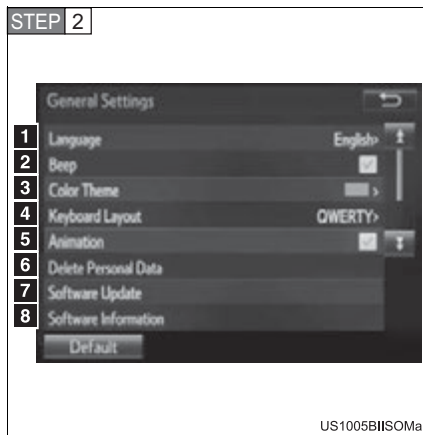 STEP 2
General Settings
1 Language English>
2 Beep
3 Color Theme >
4 Keyboard Layout QWERTY>
5 Animation
6 Delete Personal Data
7 Software Update
8 Software Information
Default
US1005BIISOMa